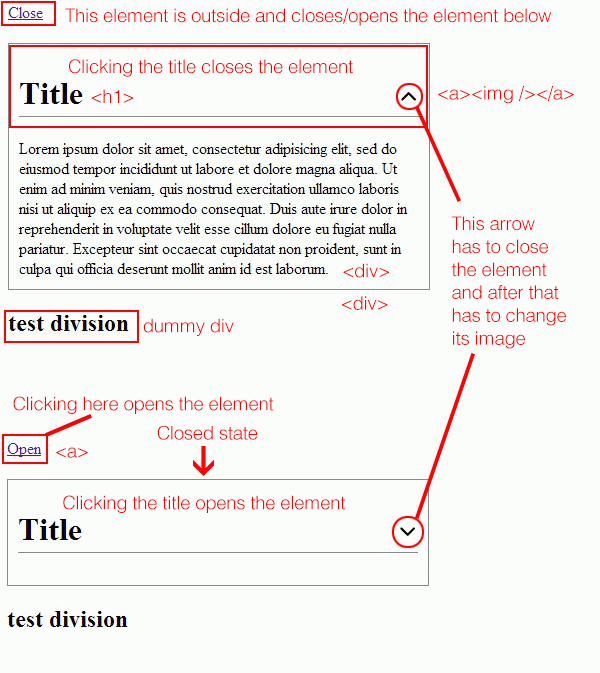 Close This element is outside and closes/opens the element below
Clicking the title closes the element
Title <h1>
<a><img /></a>
Lorem ipsum dolor sit amet, consectetur adipisicing elit, sed do
eiusmod tempor incididunt ut labore et dolore magna aliqua. Ut
enim ad minim veniam, quis nostrud exercitation ullamco laboris
nisi ut aliquip ex ea commodo consequat. Duis aute irure dolor in
reprehenderit in voluptate velit esse cillum dolore eu fugiat nulla
pariatur. Excepteur sint occaecat cupidatat non proident, sunt in
culpa qui officia deserunt mollit anim id est laborum.
<div>
<div>
This arrow
has to close
the element
and after that
has to change
its image
test division dummy div
Clicking here opens the element
Closed state
Open <a>
Clicking the title opens the element
Title
test division